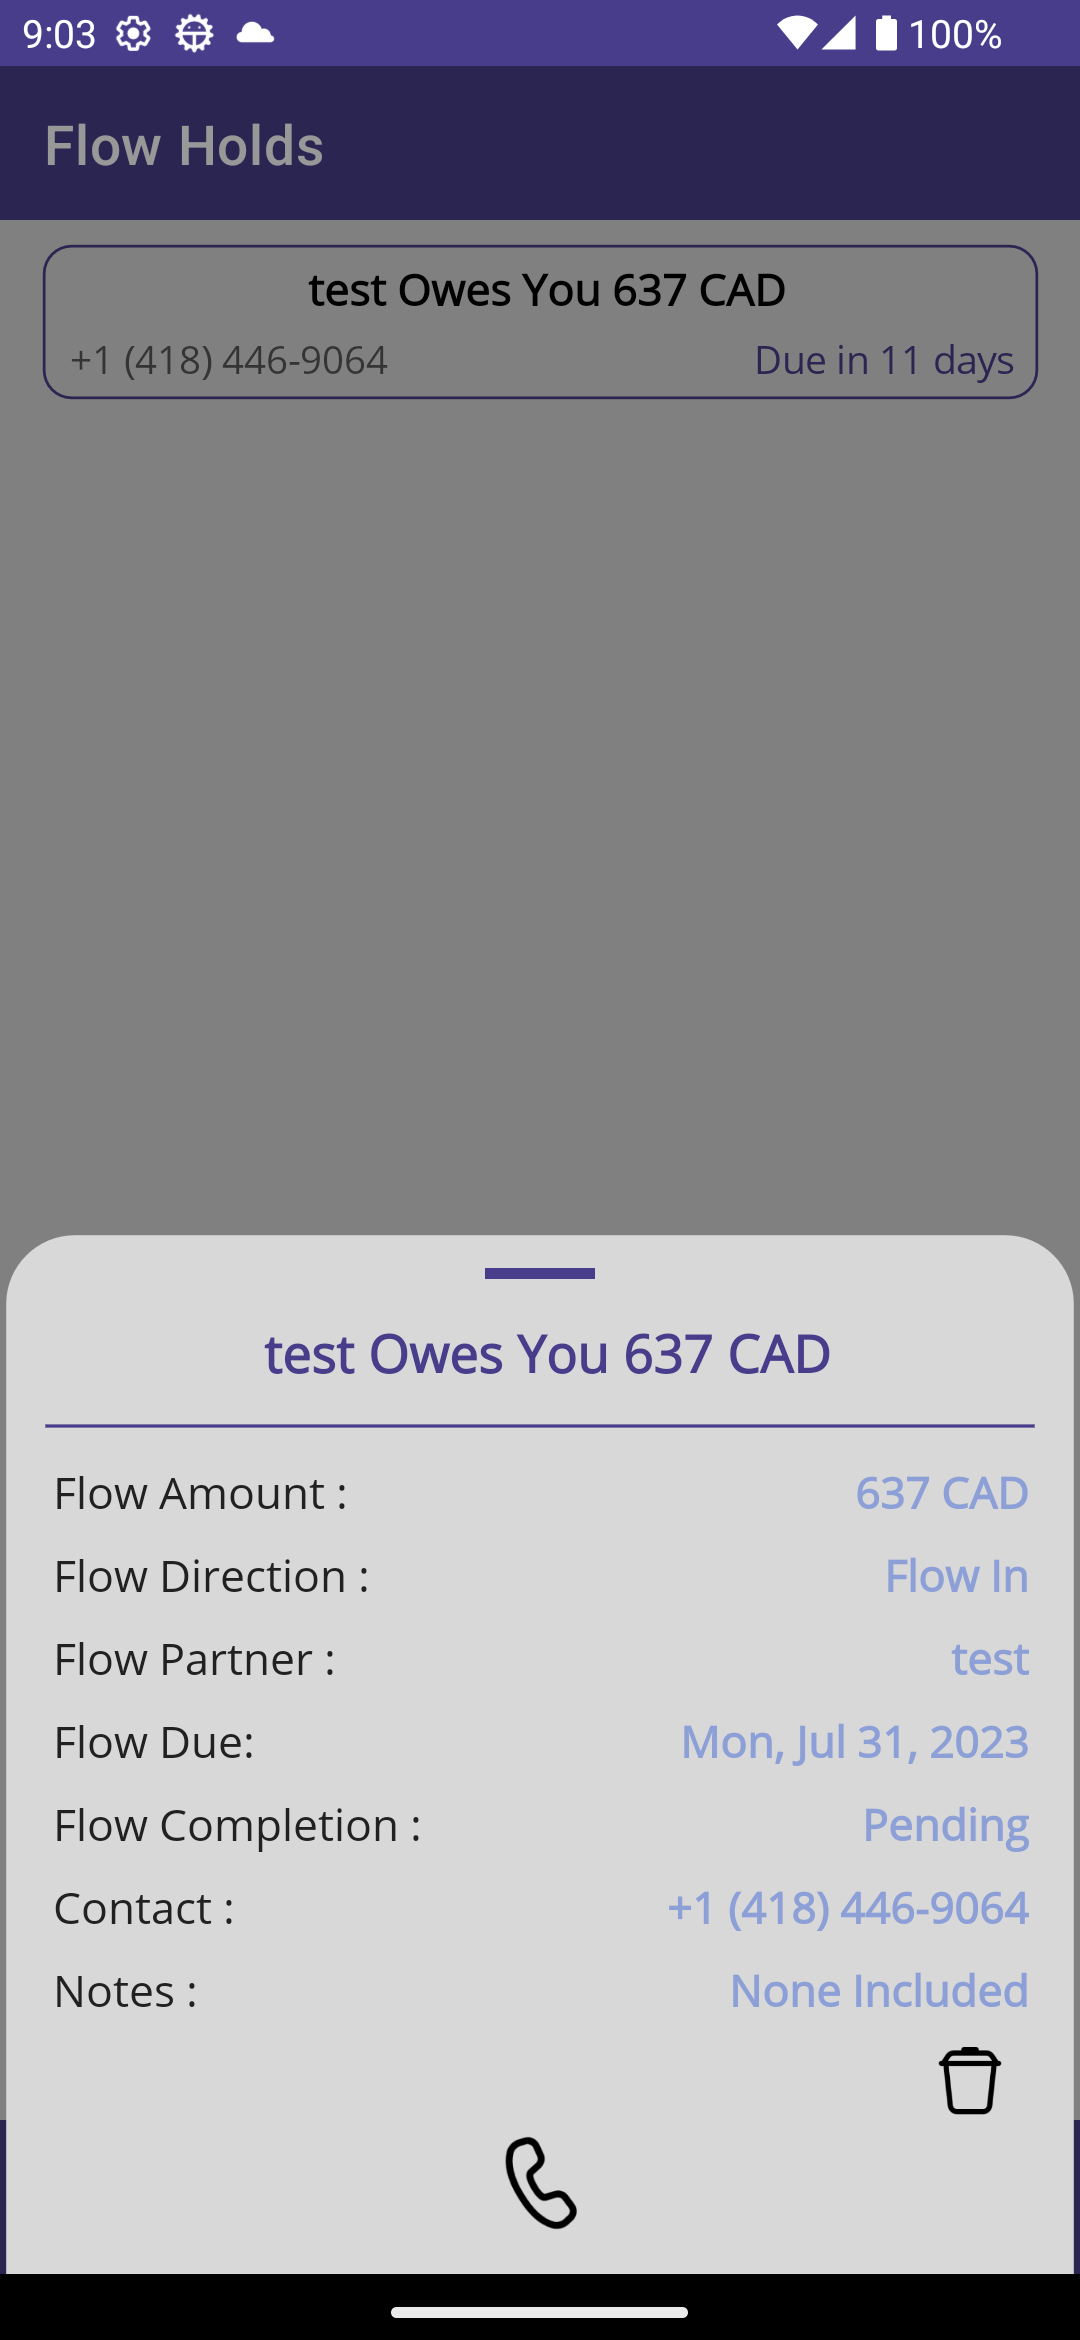 9:03 100%
Flow Holds
test Owes You 637 CAD
+1 (418) 446-9064 Due in 11 days
test Owes You 637 CAD
Flow Amount : 637 CAD
Flow Direction : Flow In
Flow Partner : test
Flow Due: Mon, Jul 31, 2023
Flow Completion : Pending
Contact : +1 (418) 446-9064
Notes : None Included